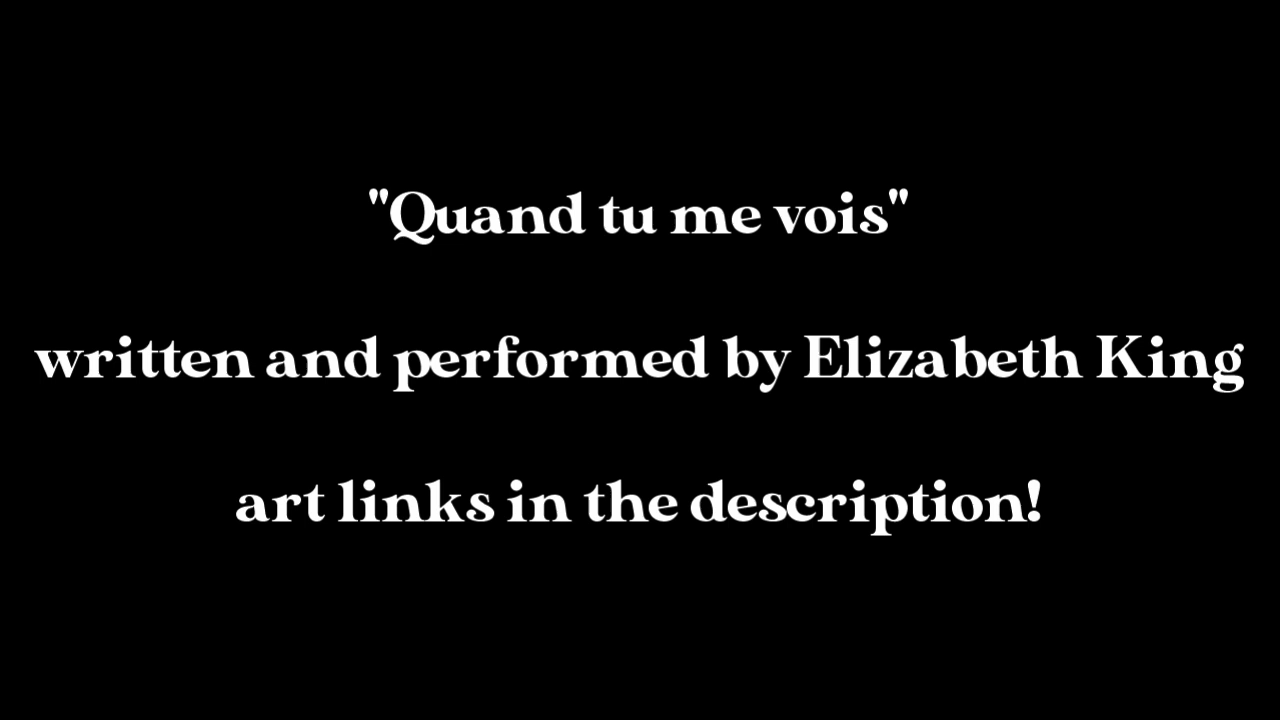 "Quand tu me vois"
written and performed by Elizabeth King
art links in the description!